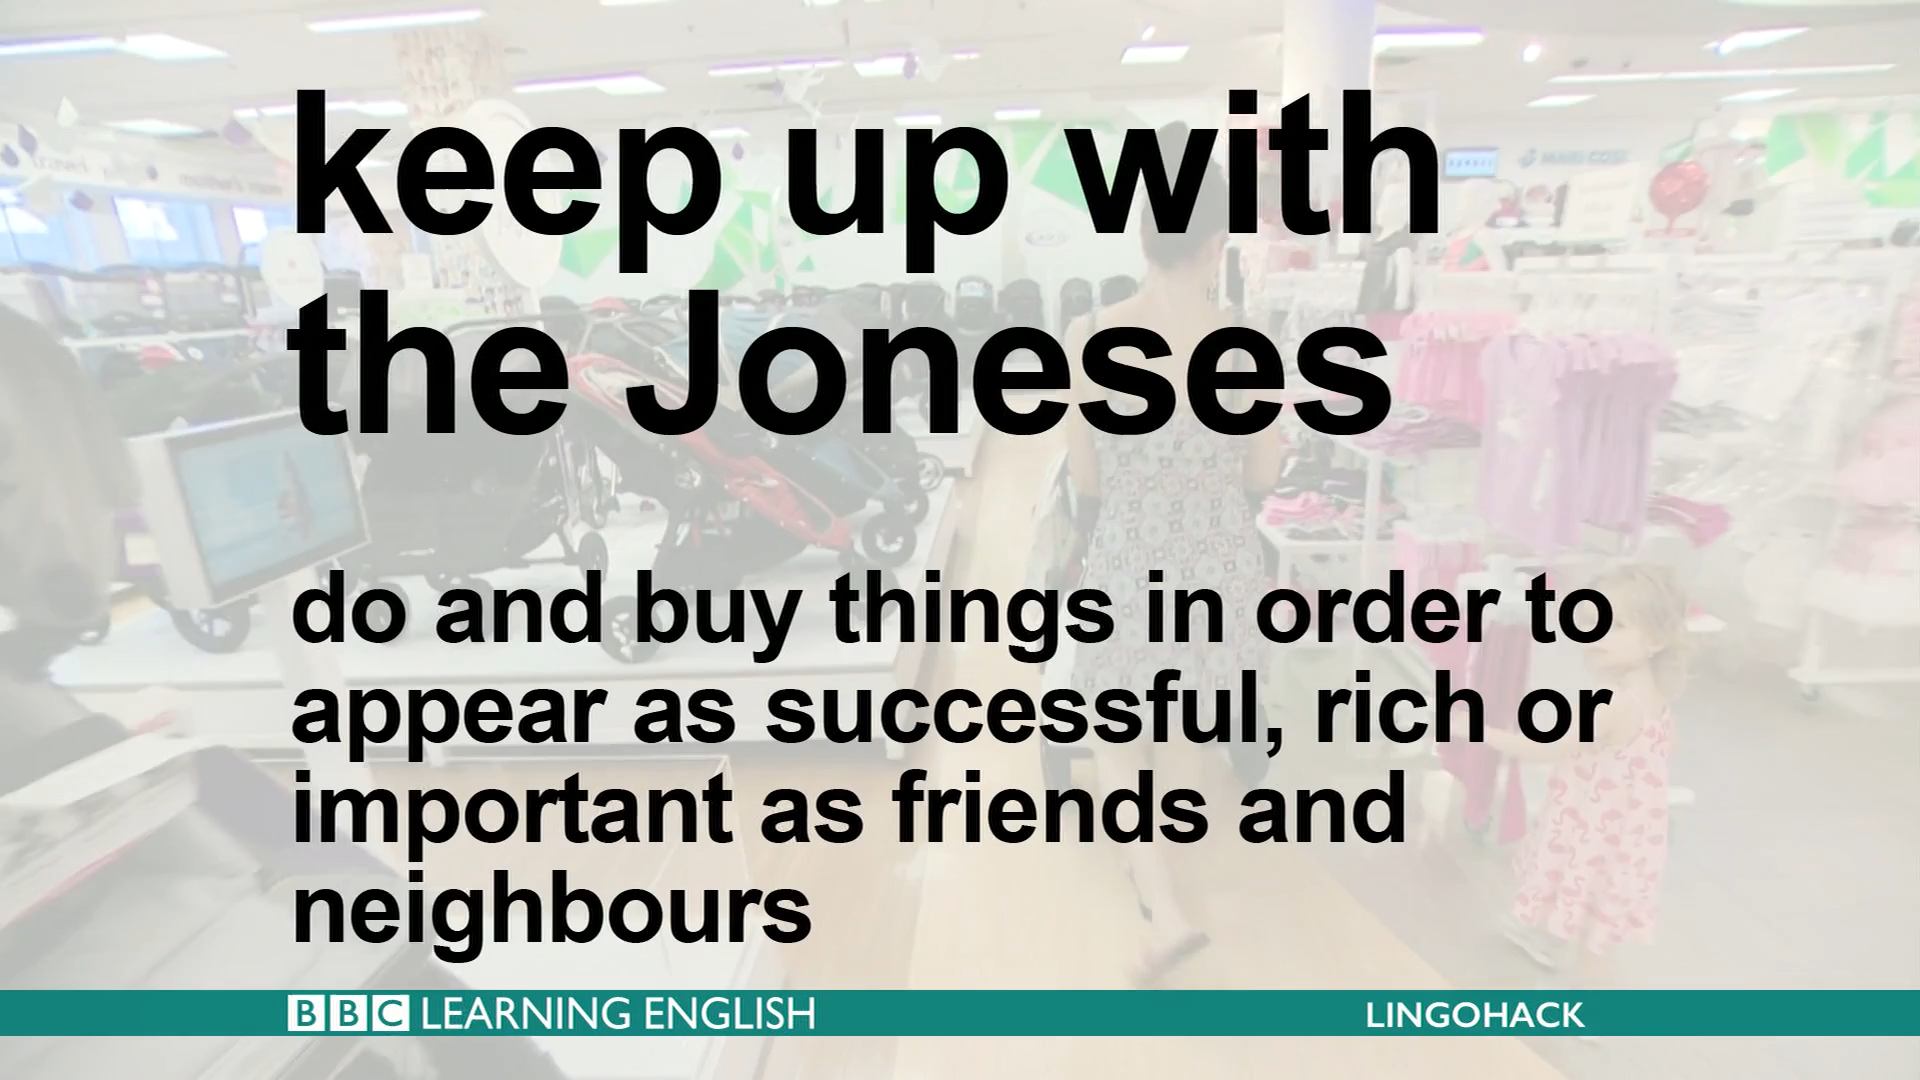 keep up with
the Joneses
do and buy things in order to
appear as successful, rich or
important as friends and
neighbours
BBC LEARNING ENGLISH
LINGOHACK